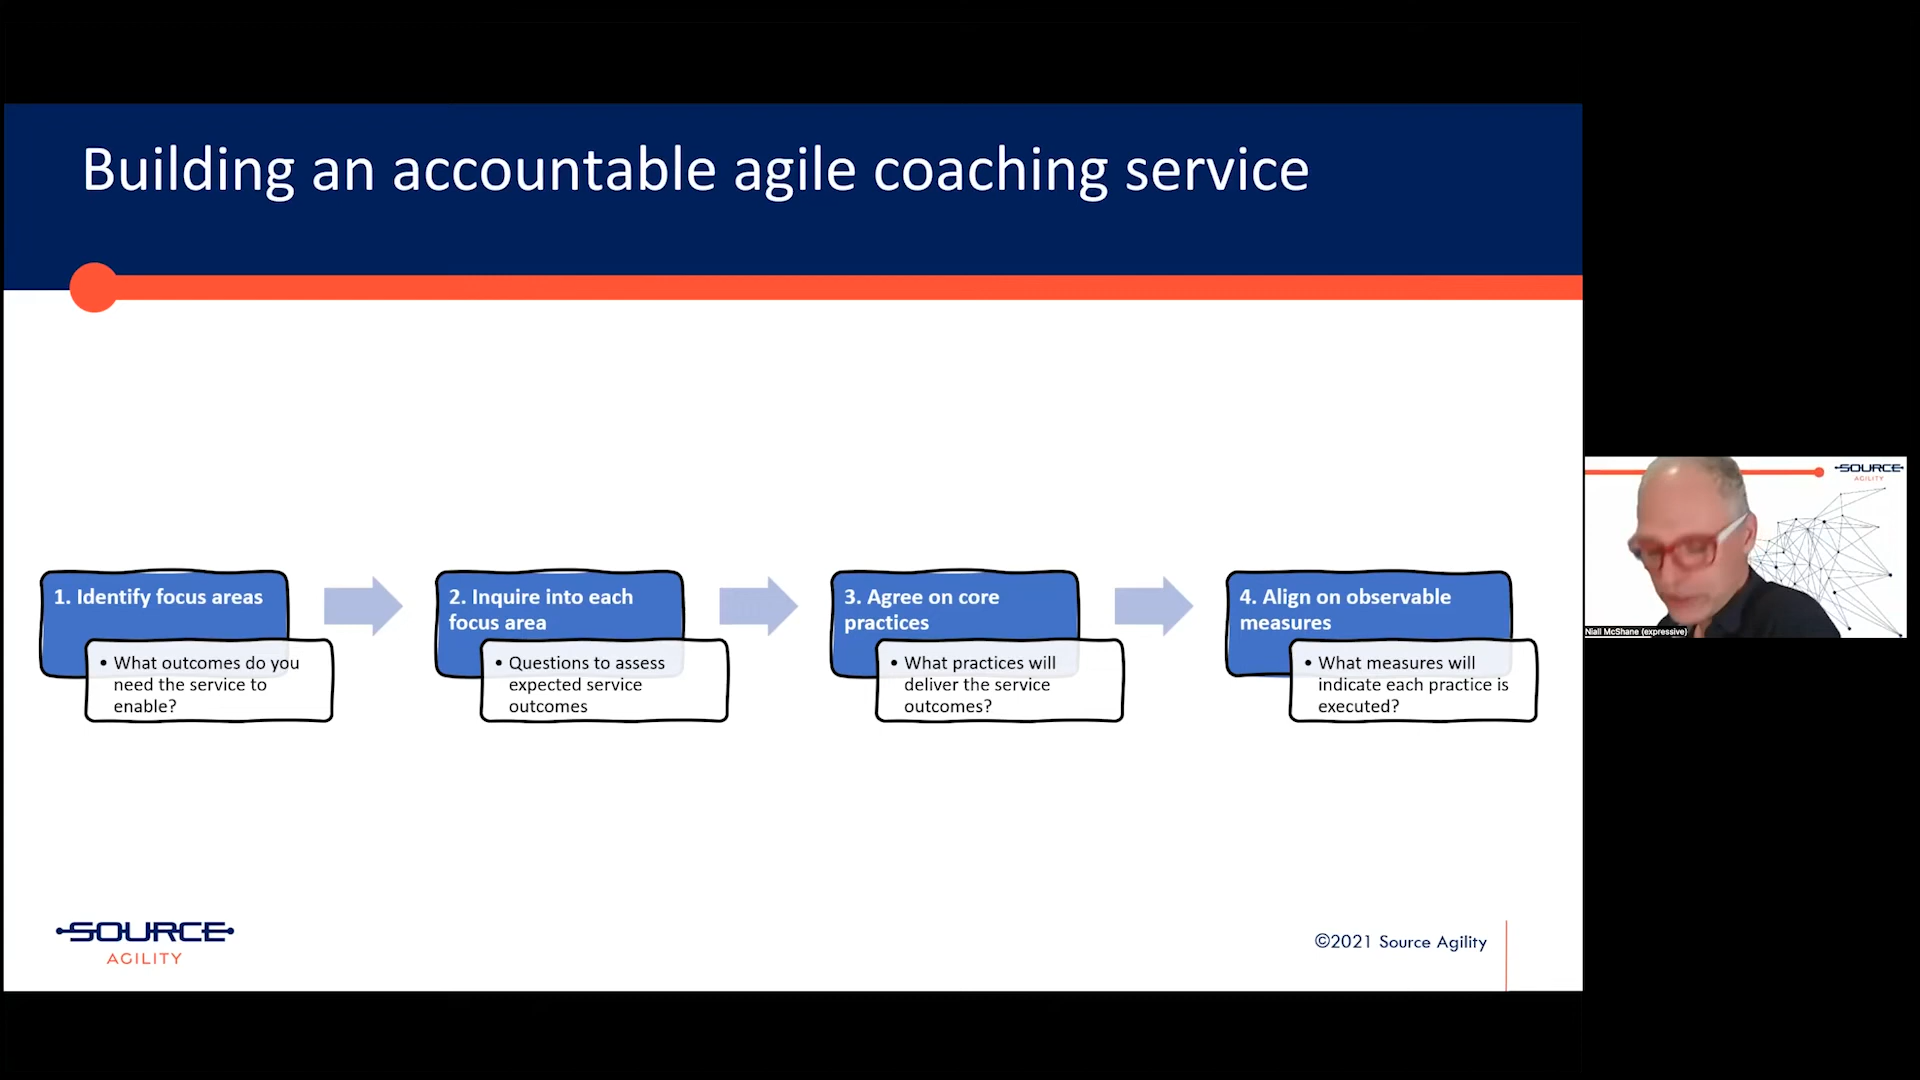 Building an accountable agile coaching service
1. Identify focus areas
• What outcomes do you
need the service to
enable?
2. Inquire into each
focus area
• Questions to assess
expected service
outcomes
3. Agree on core
practices
• What practices will
deliver the service
outcomes?
4. Align on observable
measures
• What measures will
indicate each practice is
executed?
SOURCE
AGILITY
©2021 Source Agility
SOURCE
AGILITY
Niall McShane (expressive)